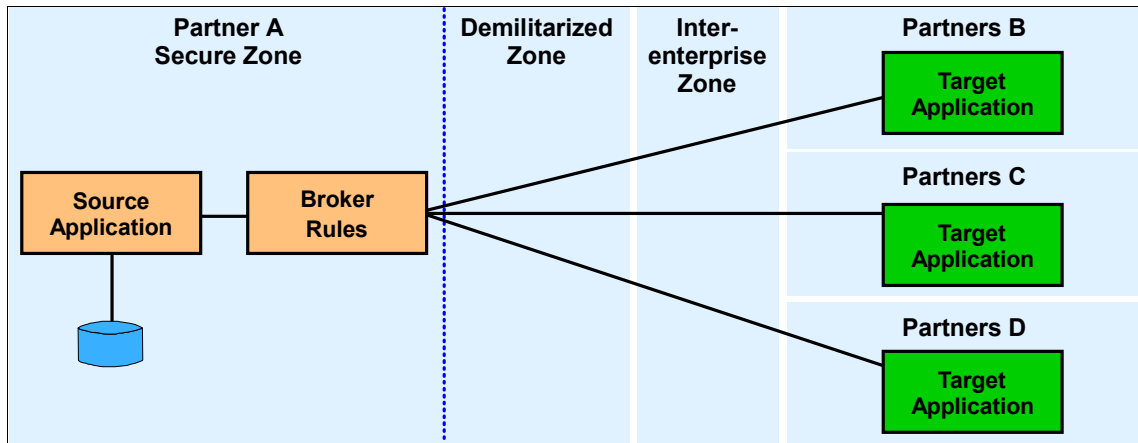 Partner A
Secure Zone
Demilitarized
Zone
Inter-
enterprise
Zone
Partners B
Target
Application
Source
Application
Broker
Rules
Partners C
Target
Application
Partners D
Target
Application